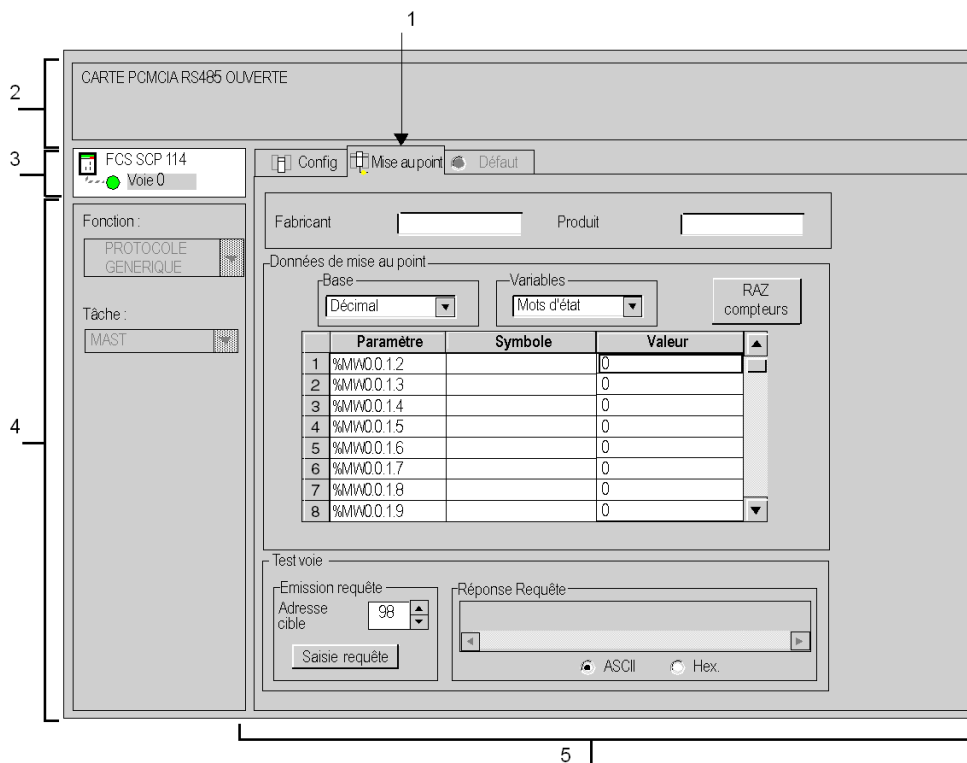 1
2
CARTE PCMCIA RS485 OUVERTE
3
FCS SCP 114
Voie 0
Config
Mise au point
Défaut
4
Fonction :
PROTOCOLE
GENERIQUE
Tâche :
MAST
Fabricant
Produit
Données de mise au point
Base
Décimal
Variables
Mots d'état
RAZ
compteurs
Paramètre Symbole Valeur
1 %MW0.0.1.2 0
2 %MW0.0.1.3 0
3 %MW0.0.1.4 0
4 %MW0.0.1.5 0
5 %MW0.0.1.6 0
6 %MW0.0.1.7 0
7 %MW0.0.1.8 0
8 %MW0.0.1.9 0
Test voie
Emission requête
Adresse
cible
98
Saisie requête
Réponse Requête
ASCII
Hex.
5